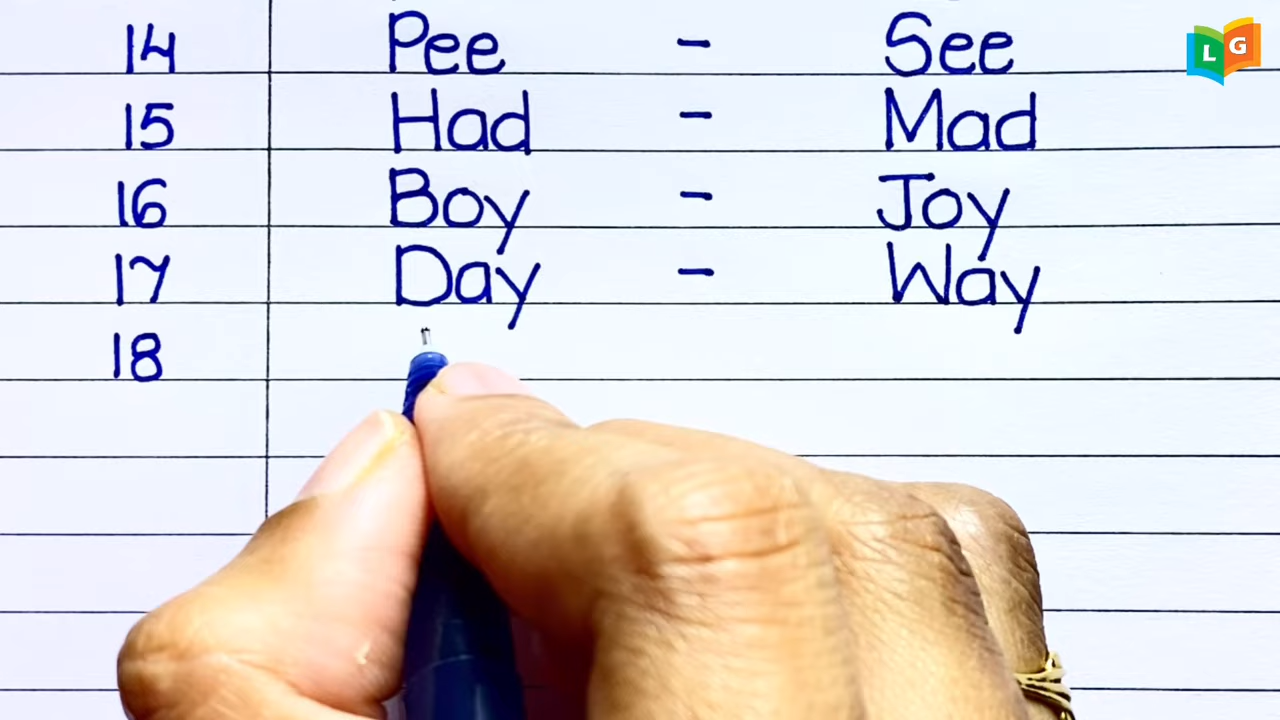 14 Pee - See
LG
15 Had - Mad
16 Boy - Joy
17 Day - Way
18